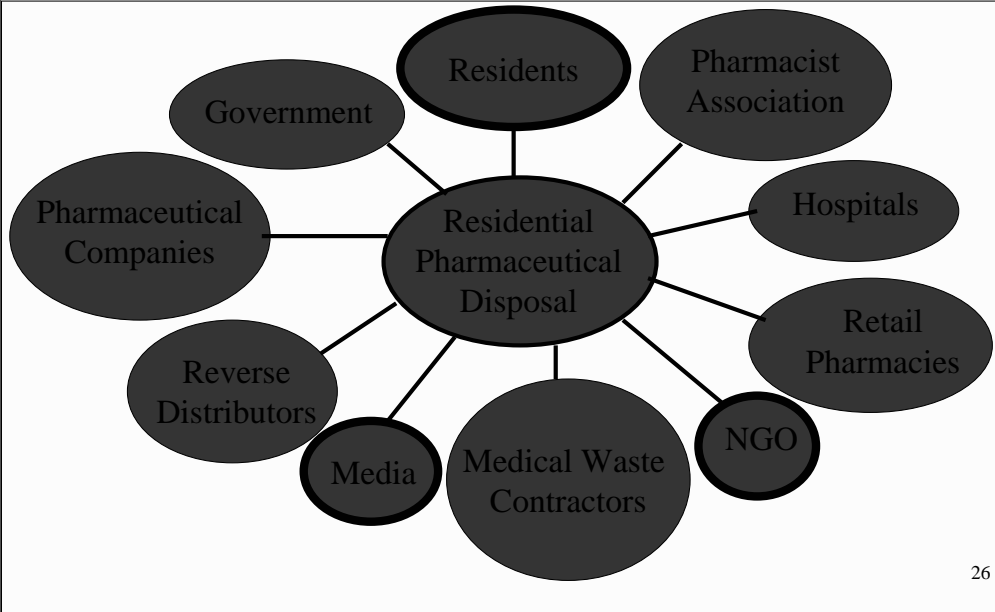 Residents
Pharmacist
Association
Government
Hospitals
Pharmaceutical
Companies
Residential
Pharmaceutical
Disposal
Retail
Pharmacies
Reverse
Distributors
Media
Medical Waste
Contractors
NGO
26